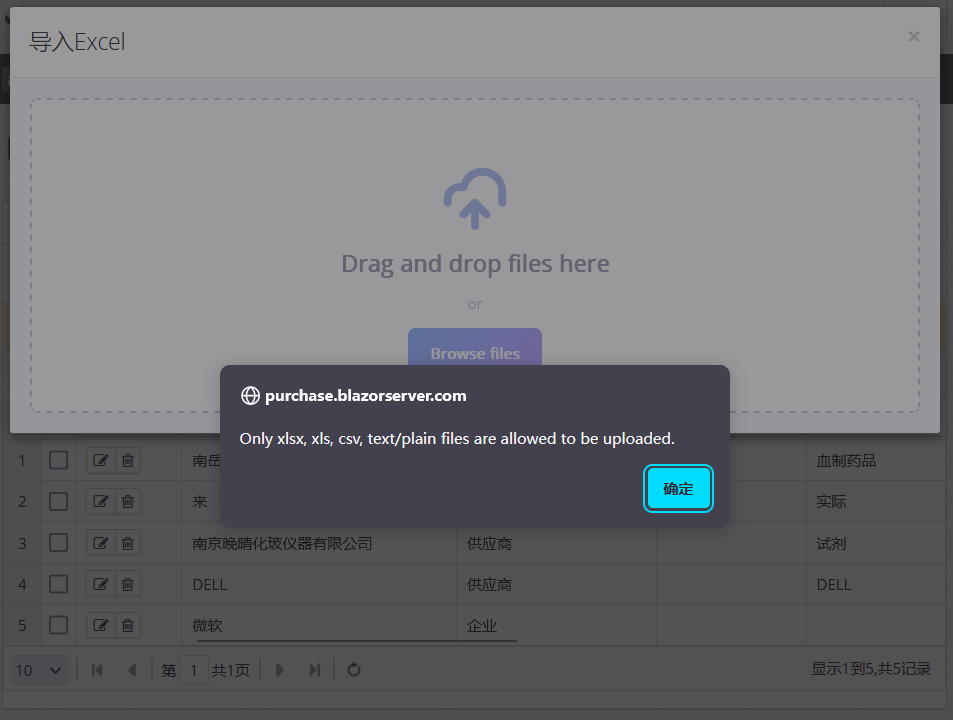 导入Excel
×
Drag and drop files here
or
Browse files
purchase.blazorserver.com
Only xlsx, xls, csv, text/plain files are allowed to be uploaded.
确定
1 南岳 血制药品
2 来 实际
3 南京晚晴化玻仪器有限公司 供应商 试剂
4 DELL 供应商 DELL
5 微软 企业
10 第 1 共1页 显示1到5,共5记录